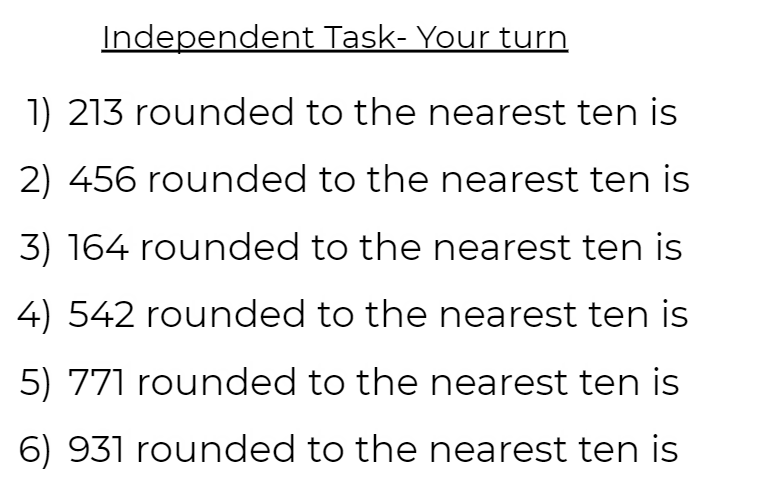 Independent Task- Your turn
1) 213 rounded to the nearest ten is
2) 456 rounded to the nearest ten is
3) 164 rounded to the nearest ten is
4) 542 rounded to the nearest ten is
5) 771 rounded to the nearest ten is
6) 931 rounded to the nearest ten is